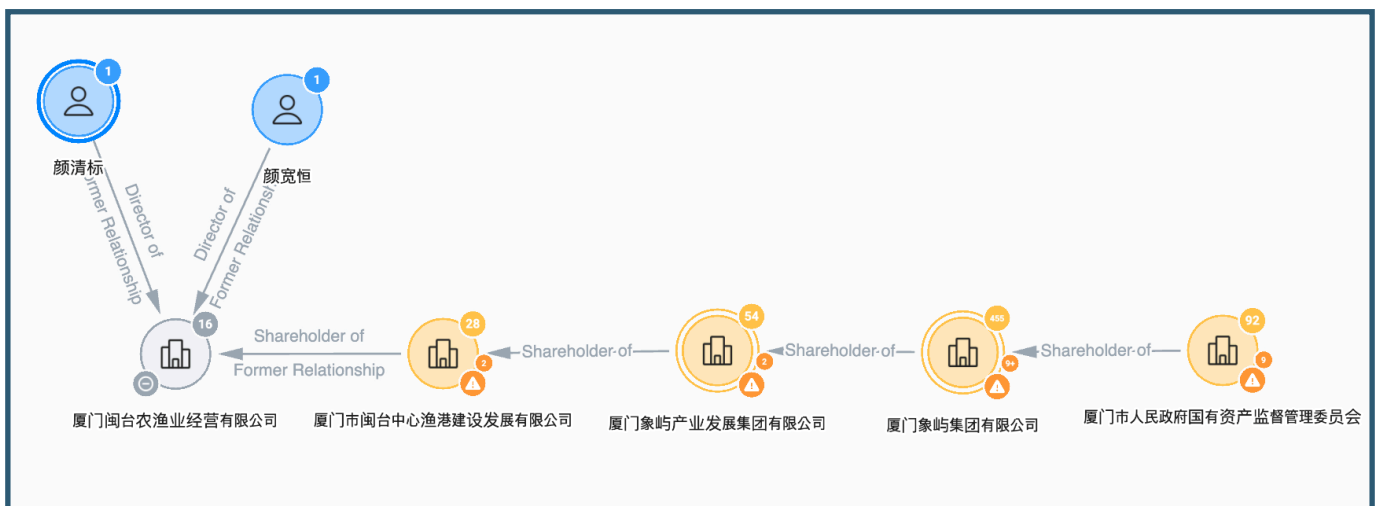 1
1
颜清标
颜宽恒
Director of
Former Relationship
Director of
Former Relationship
16
28
54
455
92
Shareholder of
Former Relationship
2
Shareholder of
2
Shareholder of
9+
Shareholder of
9
厦门闽台农渔业经营有限公司
厦门市闽台中心渔港建设发展有限公司
厦门象屿产业发展集团有限公司
厦门象屿集团有限公司
厦门市人民政府国有资产监督管理委员会